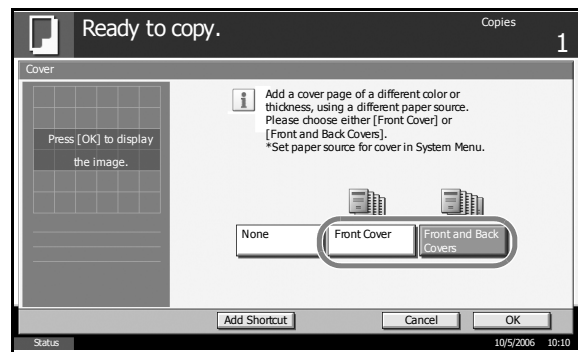 Ready to copy.
Copies
1
Cover
Press [OK] to display
the image.
Add a cover page of a different color or
thickness, using a different paper source.
Please choose either [Front Cover] or
[Front and Back Covers].
*Set paper source for cover in System Menu.
None
Front Cover
Front and Back
Covers
Add Shortcut
Cancel
OK
Status
10/5/2006 10:10